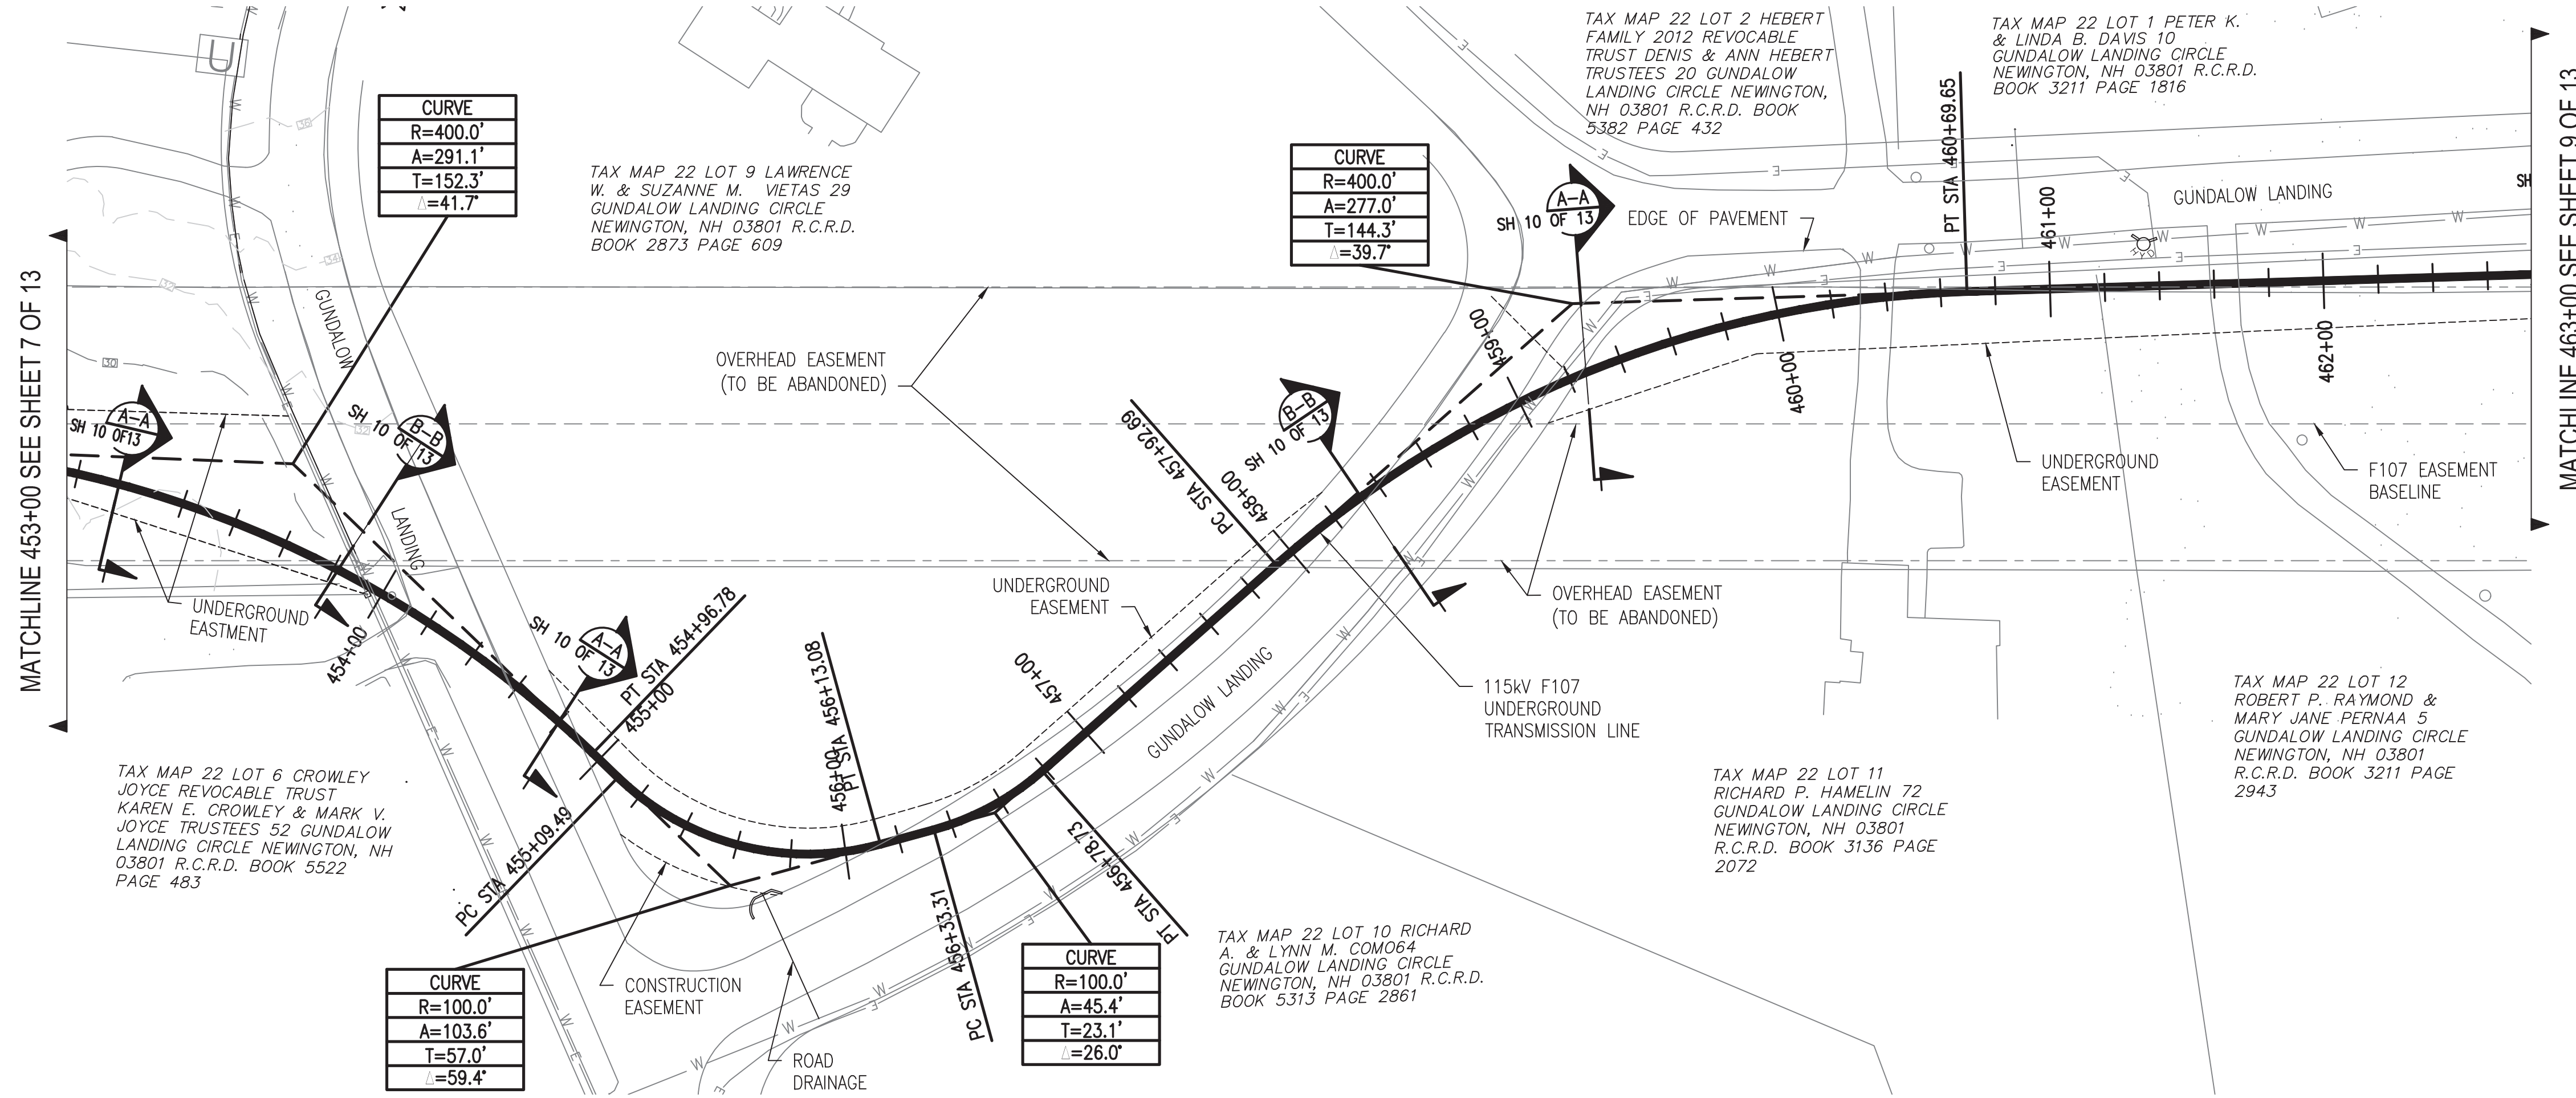 MATCHLINE 453+00 SEE SHEET 7 OF 13
MATCHLINE 463+00 SEE SHEET 9 OF 13
CURVE
R=400.0'
A=291.1'
T=152.3'
△=41.7°
TAX MAP 22 LOT 9 LAWRENCE
W. & SUZANNE M. VIETAS 29
GUNDALOW LANDING CIRCLE
NEWINGTON, NH 03801 R.C.R.D.
BOOK 2873 PAGE 609
CURVE
R=400.0'
A=277.0'
T=144.3'
△=39.7°
TAX MAP 22 LOT 2 HEBERT
FAMILY 2012 REVOCABLE
TRUST DENIS & ANN HEBERT
TRUSTEES 20 GUNDALOW
LANDING CIRCLE NEWINGTON,
NH 03801 R.C.R.D. BOOK
5382 PAGE 432
TAX MAP 22 LOT 1 PETER K.
& LINDA B. DAVIS 10
GUNDALOW LANDING CIRCLE
NEWINGTON, NH 03801 R.C.R.D.
BOOK 3211 PAGE 1816
PT STA 460+69.65
461+00
GUNDALOW LANDING
SH
A-A
SH 10 OF 13
EDGE OF PAVEMENT
HYD
36
34
32
30
32
GUNDALOW
LANDING
OVERHEAD EASEMENT
(TO BE ABANDONED)
A-A
SH 10 OF13
B-B
SH 10 OF 13
UNDERGROUND
EASTMENT
454+00
A-A
SH 10 OF 13
PT STA 454+96.78
455+00
PC STA 455+09.49
456+00
PT STA 456+13.08
PC STA 456+33.31
PT STA 456+78.73
457+00
UNDERGROUND
EASEMENT
PC STA 457+92.69
458+00
B-B
SH 10 OF 13
459+00
460+00
462+00
UNDERGROUND
EASEMENT
F107 EASEMENT
BASELINE
OVERHEAD EASEMENT
(TO BE ABANDONED)
GUNDALOW LANDING
115kV F107
UNDERGROUND
TRANSMISSION LINE
TAX MAP 22 LOT 6 CROWLEY
JOYCE REVOCABLE TRUST
KAREN E. CROWLEY & MARK V.
JOYCE TRUSTEES 52 GUNDALOW
LANDING CIRCLE NEWINGTON, NH
03801 R.C.R.D. BOOK 5522
PAGE 483
TAX MAP 22 LOT 11
RICHARD P. HAMELIN 72
GUNDALOW LANDING CIRCLE
NEWINGTON, NH 03801
R.C.R.D. BOOK 3136 PAGE
2072
TAX MAP 22 LOT 12
ROBERT P. RAYMOND &
MARY JANE PERNAA 5
GUNDALOW LANDING CIRCLE
NEWINGTON, NH 03801
R.C.R.D. BOOK 3211 PAGE
2943
CURVE
R=100.0'
A=103.6'
T=57.0'
△=59.4°
CONSTRUCTION
EASEMENT
ROAD
DRAINAGE
CURVE
R=100.0'
A=45.4'
T=23.1'
△=26.0°
TAX MAP 22 LOT 10 RICHARD
A. & LYNN M. COMO64
GUNDALOW LANDING CIRCLE
NEWINGTON, NH 03801 R.C.R.D.
BOOK 5313 PAGE 2861